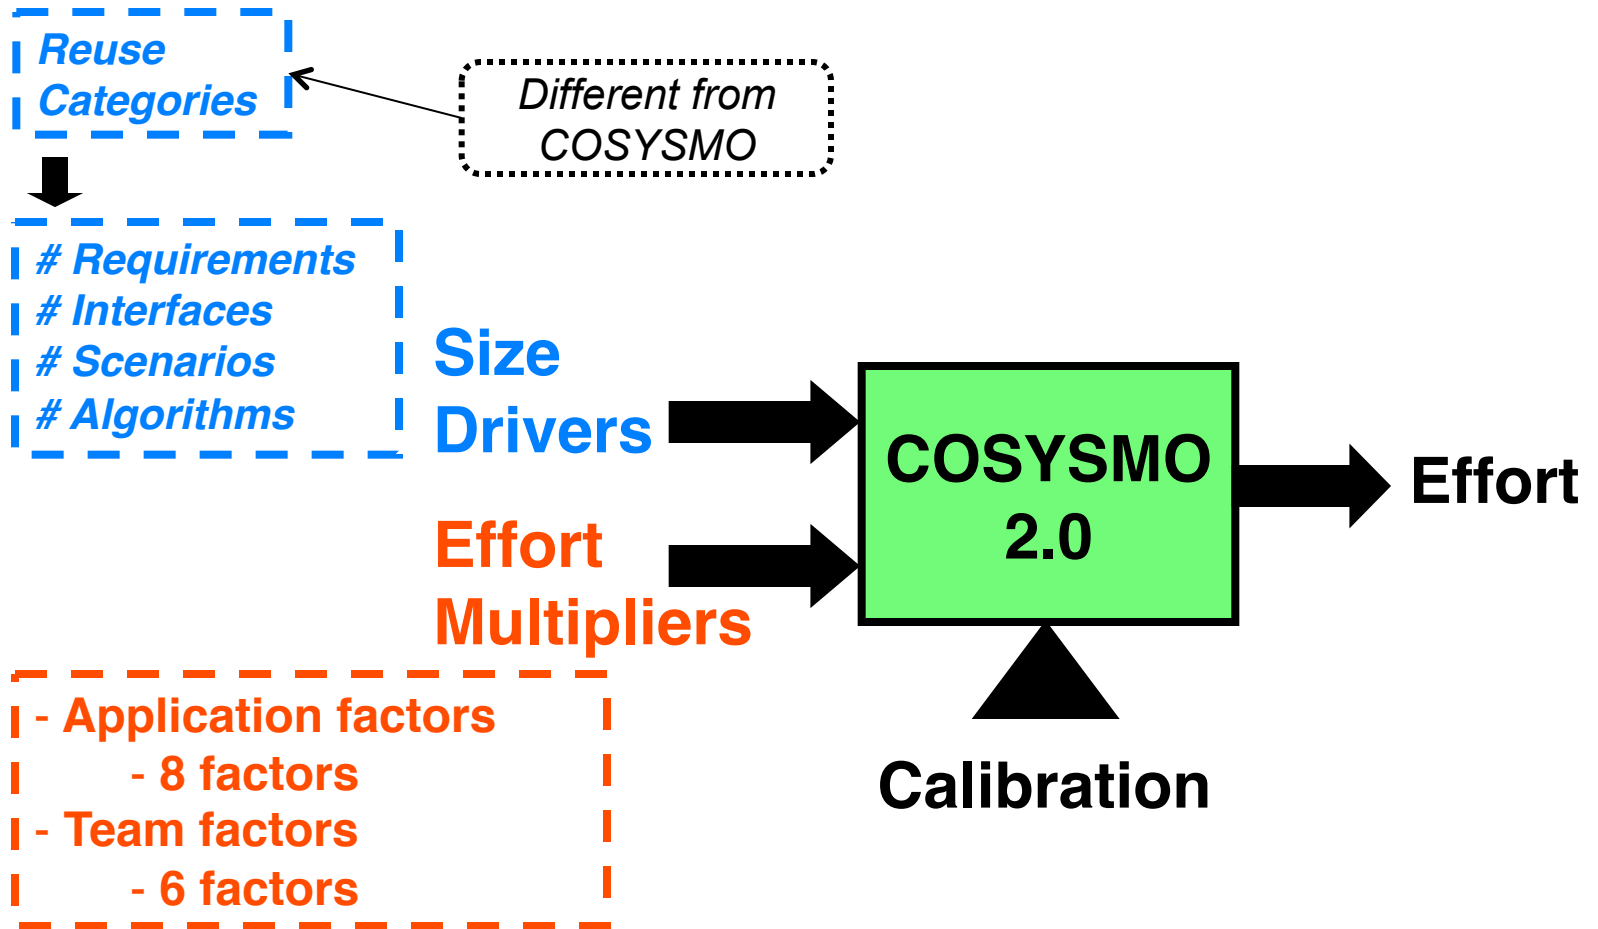 Reuse
Categories
Different from
COSYSMO
# Requirements
# Interfaces
# Scenarios
# Algorithms
Size
Drivers
Effort
Multipliers
COSYSMO
2.0
Effort
Calibration
- Application factors
- 8 factors
- Team factors
- 6 factors